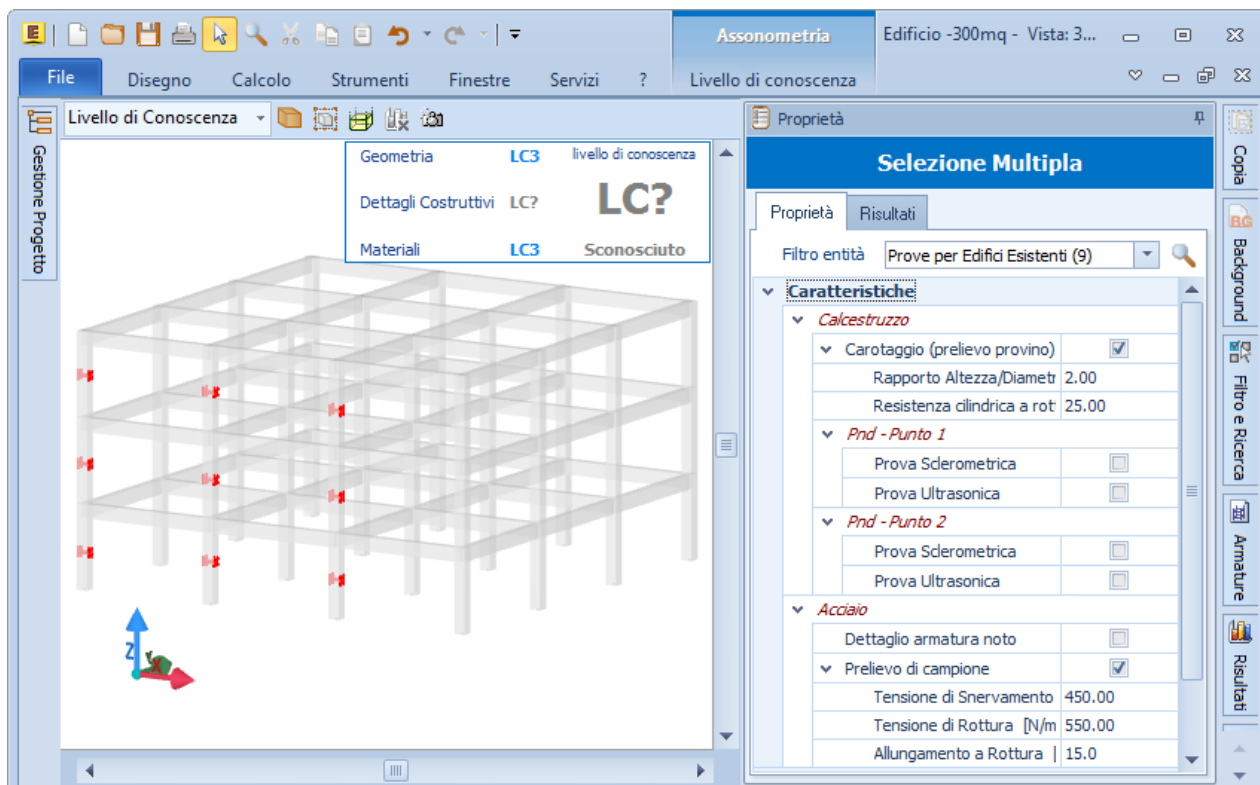 E
Assonometria
Edificio -300mq - Vista: 3...
File
Disegno
Calcolo
Strumenti
Finestre
Servizi
?
Livello di conoscenza
Gestione Progetto
Livello di Conoscenza
Geometria LC3
Dettagli Costruttivi LC?
Materiali LC3
livello di conoscenza
LC?
Sconosciuto
Z
X
Proprietà
Selezione Multipla
Proprietà
Risultati
Filtro entità Prove per Edifici Esistenti (9)
Caratteristiche
Calcestruzzo
Carotaggio (prelievo provino)
Rapporto Altezza/Diametr 2.00
Resistenza cilindrica a rot 25.00
Pnd - Punto 1
Prova Sclerometrica
Prova Ultrasonica
Pnd - Punto 2
Prova Sclerometrica
Prova Ultrasonica
Acciaio
Dettaglio armatura noto
Prelievo di campione
Tensione di Snervamento 450.00
Tensione di Rottura [N/m 550.00
Allungamento a Rottura [ 15.0
Copia
BG
Background
Filtro e Ricerca
Armature
Risultati